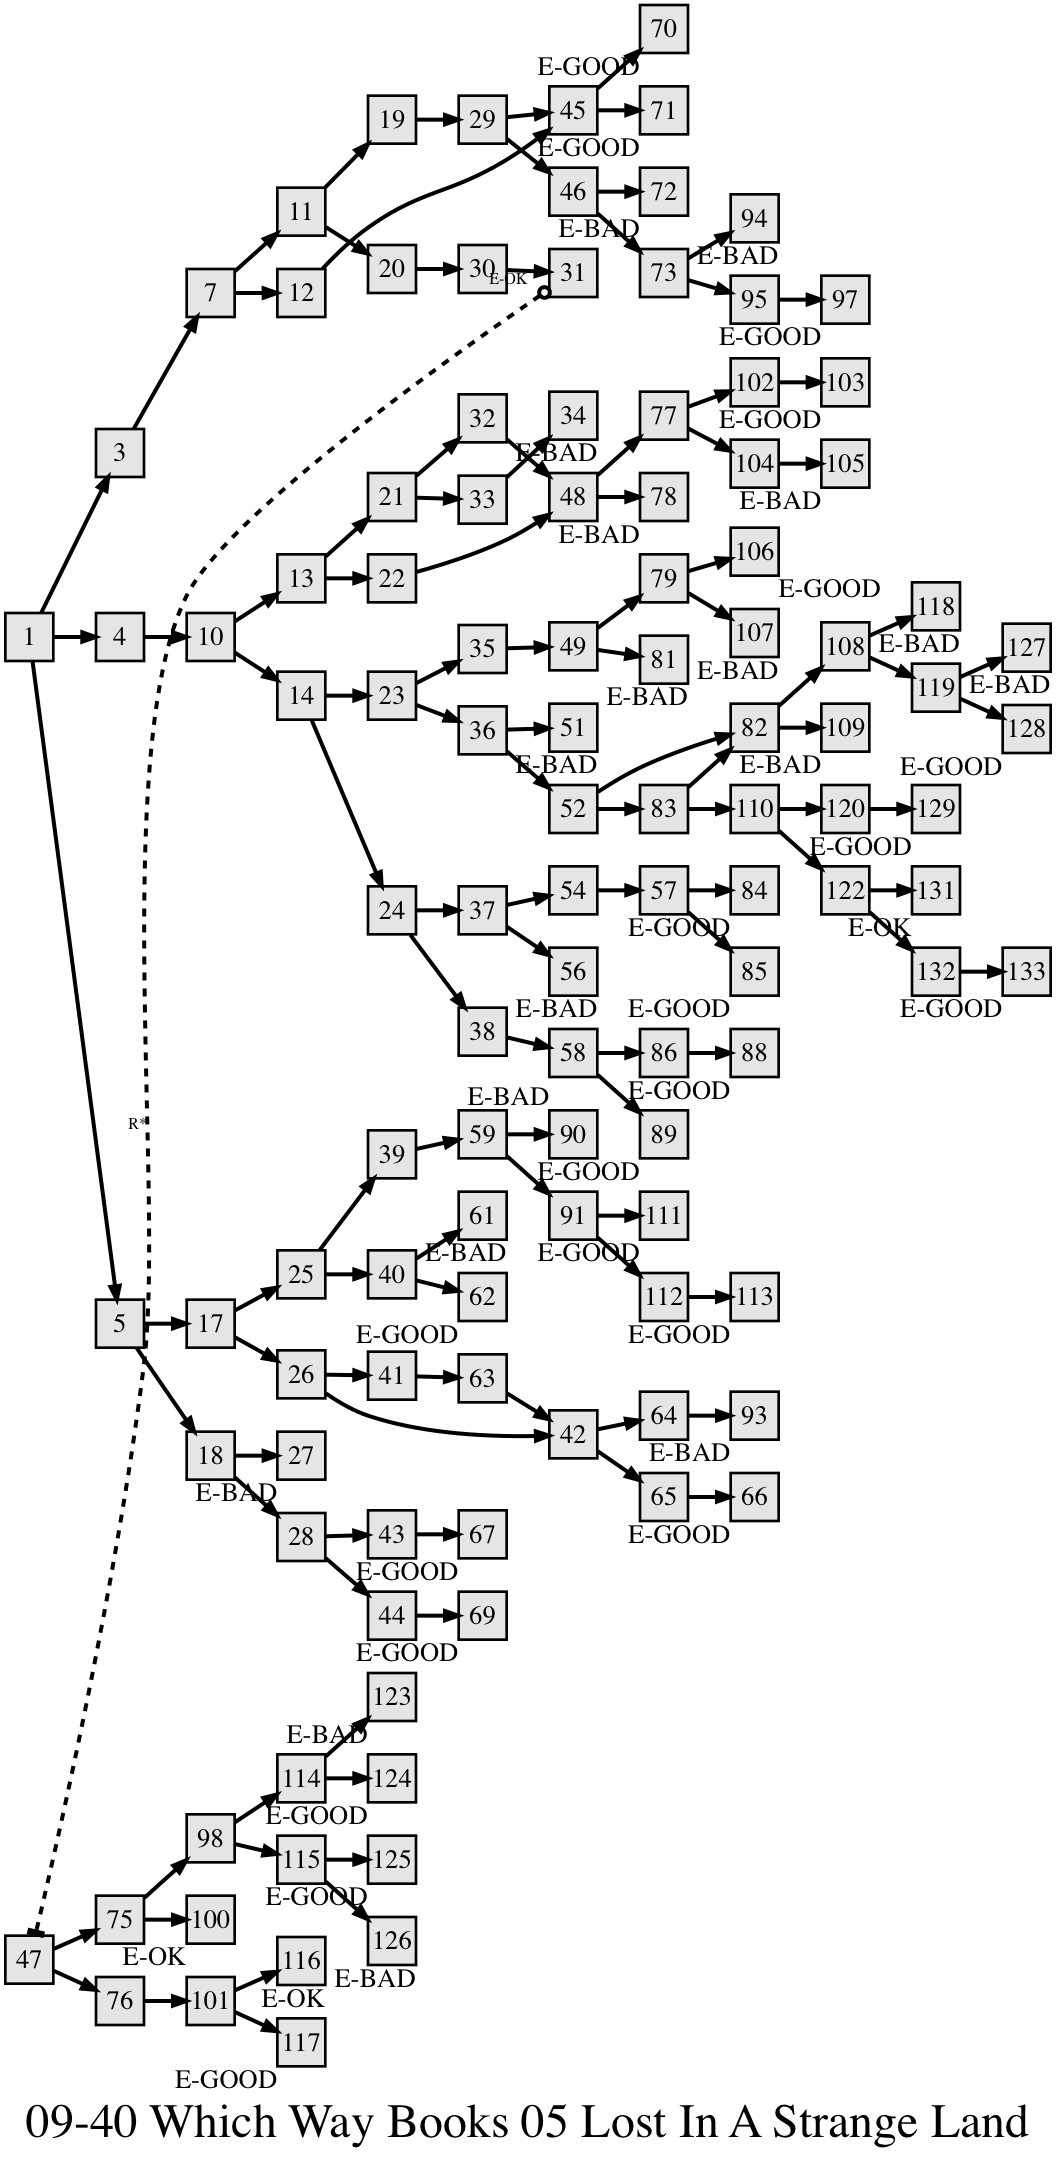 70
E-GOOD
19
29
45
71
E-GOOD
46
72
11
94
E-BAD
E-BAD
20
30
31
73
E-OK
7
12
95
97
E-GOOD
102
103
32
34
77
E-GOOD
3
E-BAD
104
105
21
33
48
78
E-BAD
E-BAD
106
13
22
79
E-GOOD
118
1
4
10
107
E-BAD
35
49
81
108
127
E-BAD
E-BAD
119
E-BAD
14
23
36
51
82
109
128
E-BAD
E-BAD
E-GOOD
52
83
110
120
129
E-GOOD
54
57
84
122
131
24
37
E-GOOD
E-OK
56
85
132
133
E-BAD
E-GOOD
E-GOOD
38
58
86
88
E-BAD
E-GOOD
R*
59
90
89
39
E-GOOD
61
91
111
E-BAD
E-GOOD
25
40
62
112
113
5
17
E-GOOD
E-GOOD
26
41
63
42
64
93
E-BAD
18
27
E-BAD
65
66
E-GOOD
28
43
67
E-GOOD
44
69
E-GOOD
123
E-BAD
114
124
E-GOOD
98
115
125
E-GOOD
75
100
126
E-OK
47
116
E-BAD
E-OK
76
101
117
E-GOOD
09-40 Which Way Books 05 Lost In A Strange Land